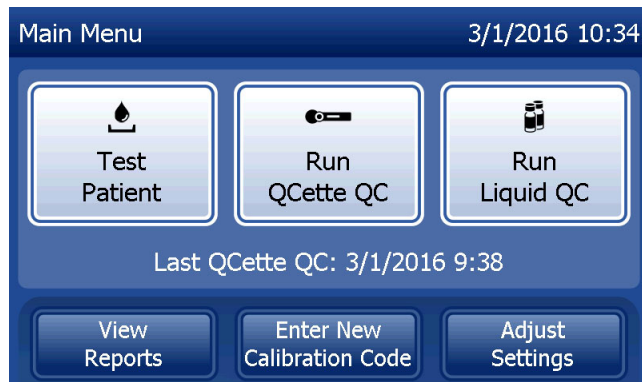 Main Menu 3/1/2016 10:34
Test
Patient
Run
QCette QC
Run
Liquid QC
Last QCette QC: 3/1/2016 9:38
View
Reports
Enter New
Calibration Code
Adjust
Settings